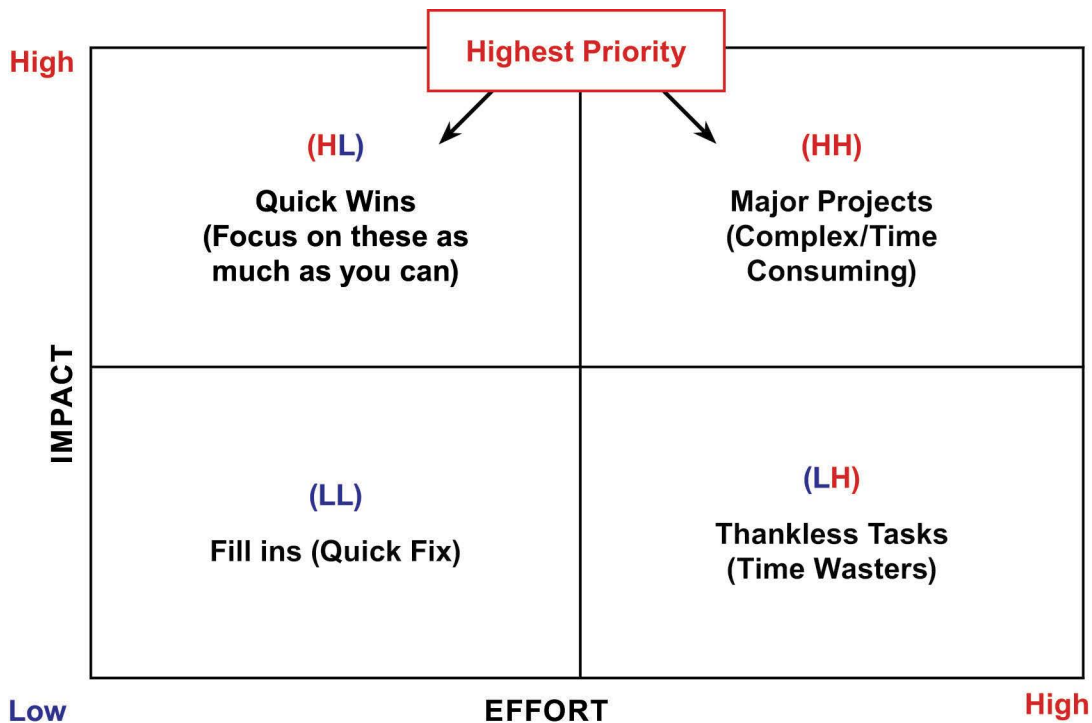 Highest Priority
High
(HL)
Quick Wins
(Focus on these as
much as you can)
(HH)
Major Projects
(Complex/Time
Consuming)
IMPACT
(LL)
Fill ins (Quick Fix)
(LH)
Thankless Tasks
(Time Wasters)
Low
EFFORT
High